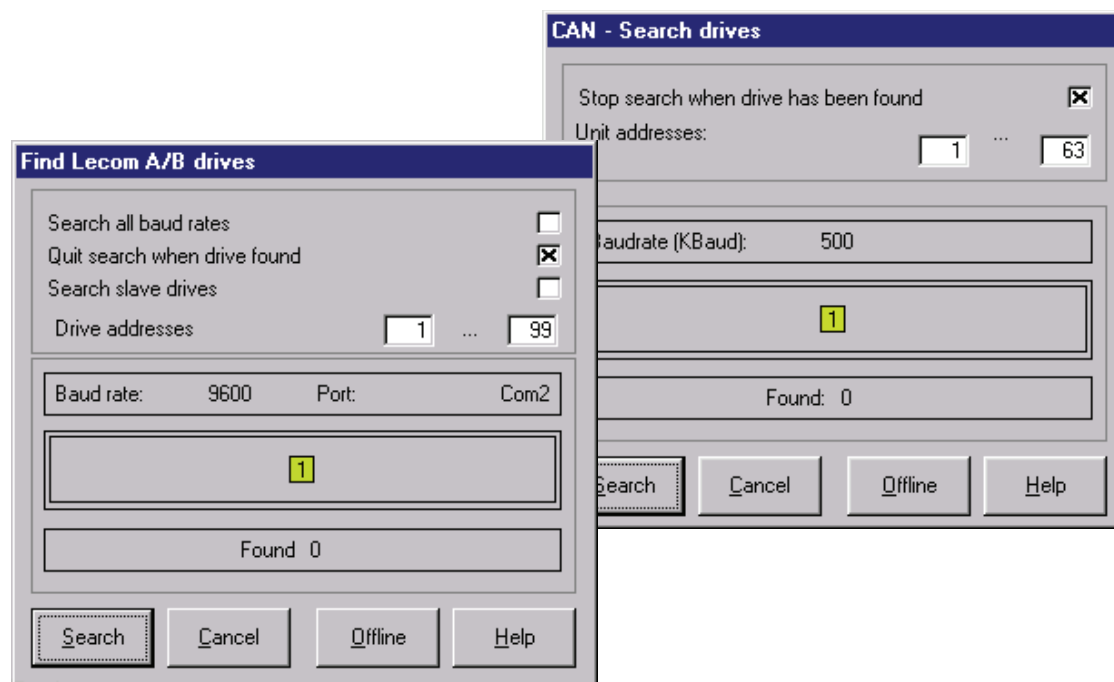 CAN - Search drives
Stop search when drive has been found
Unit addresses: 1 ... 63
Baudrate (KBaud): 500
1
Found: 0
Search Cancel Offline Help
Find Lecom A/B drives
Search all baud rates
Quit search when drive found
Search slave drives
Drive addresses 1 ... 99
Baud rate: 9600 Port: Com2
1
Found 0
Search Cancel Offline Help